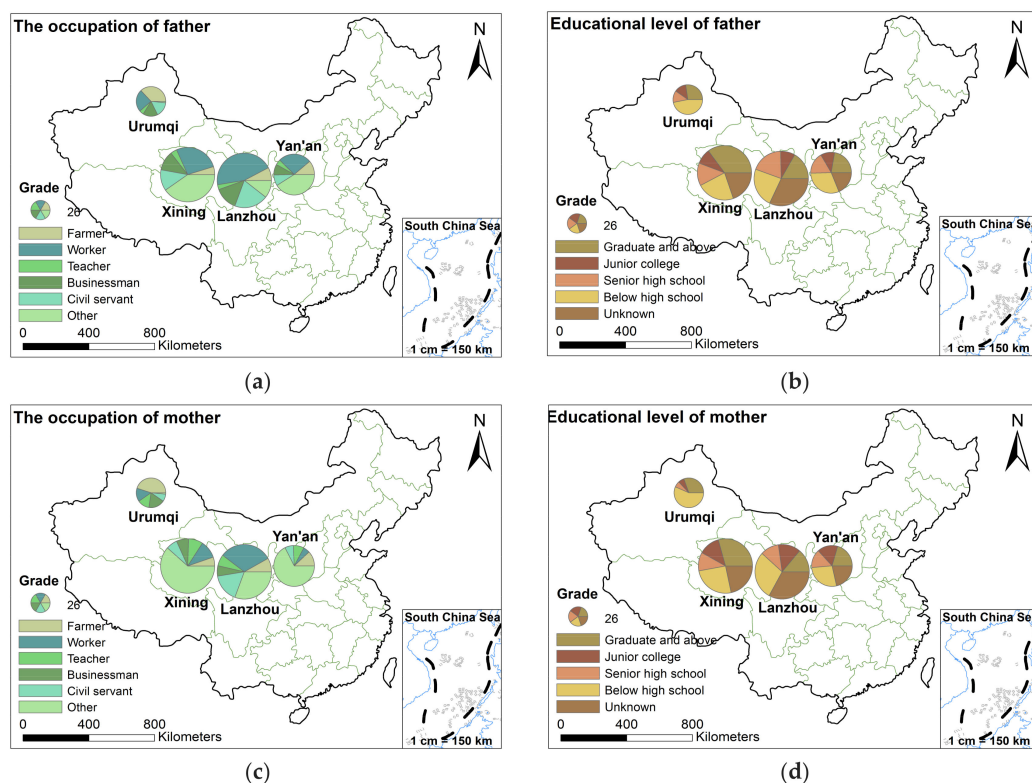 The occupation of father
N
Urumqi
Yan'an
Xining
Lanzhou
Grade
26
Farmer
Worker
Teacher
Businessman
Civil servant
Other
0 400 800
Kilometers
South China Sea
1 cm = 150 km
(a)
Educational level of father
N
Urumqi
Yan'an
Xining
Lanzhou
Grade
26
Graduate and above
Junior college
Senior high school
Below high school
Unknown
0 400 800
Kilometers
South China Sea
1 cm = 150 km
(b)
The occupation of mother
N
Urumqi
Yan'an
Xining
Lanzhou
Grade
26
Farmer
Worker
Teacher
Businessman
Civil servant
Other
0 400 800
Kilometers
South China Sea
1 cm = 150 km
(c)
Educational level of mother
N
Urumqi
Yan'an
Xining
Lanzhou
Grade
26
Graduate and above
Junior college
Senior high school
Below high school
Unknown
0 400 800
Kilometers
South China Sea
1 cm = 150 km
(d)